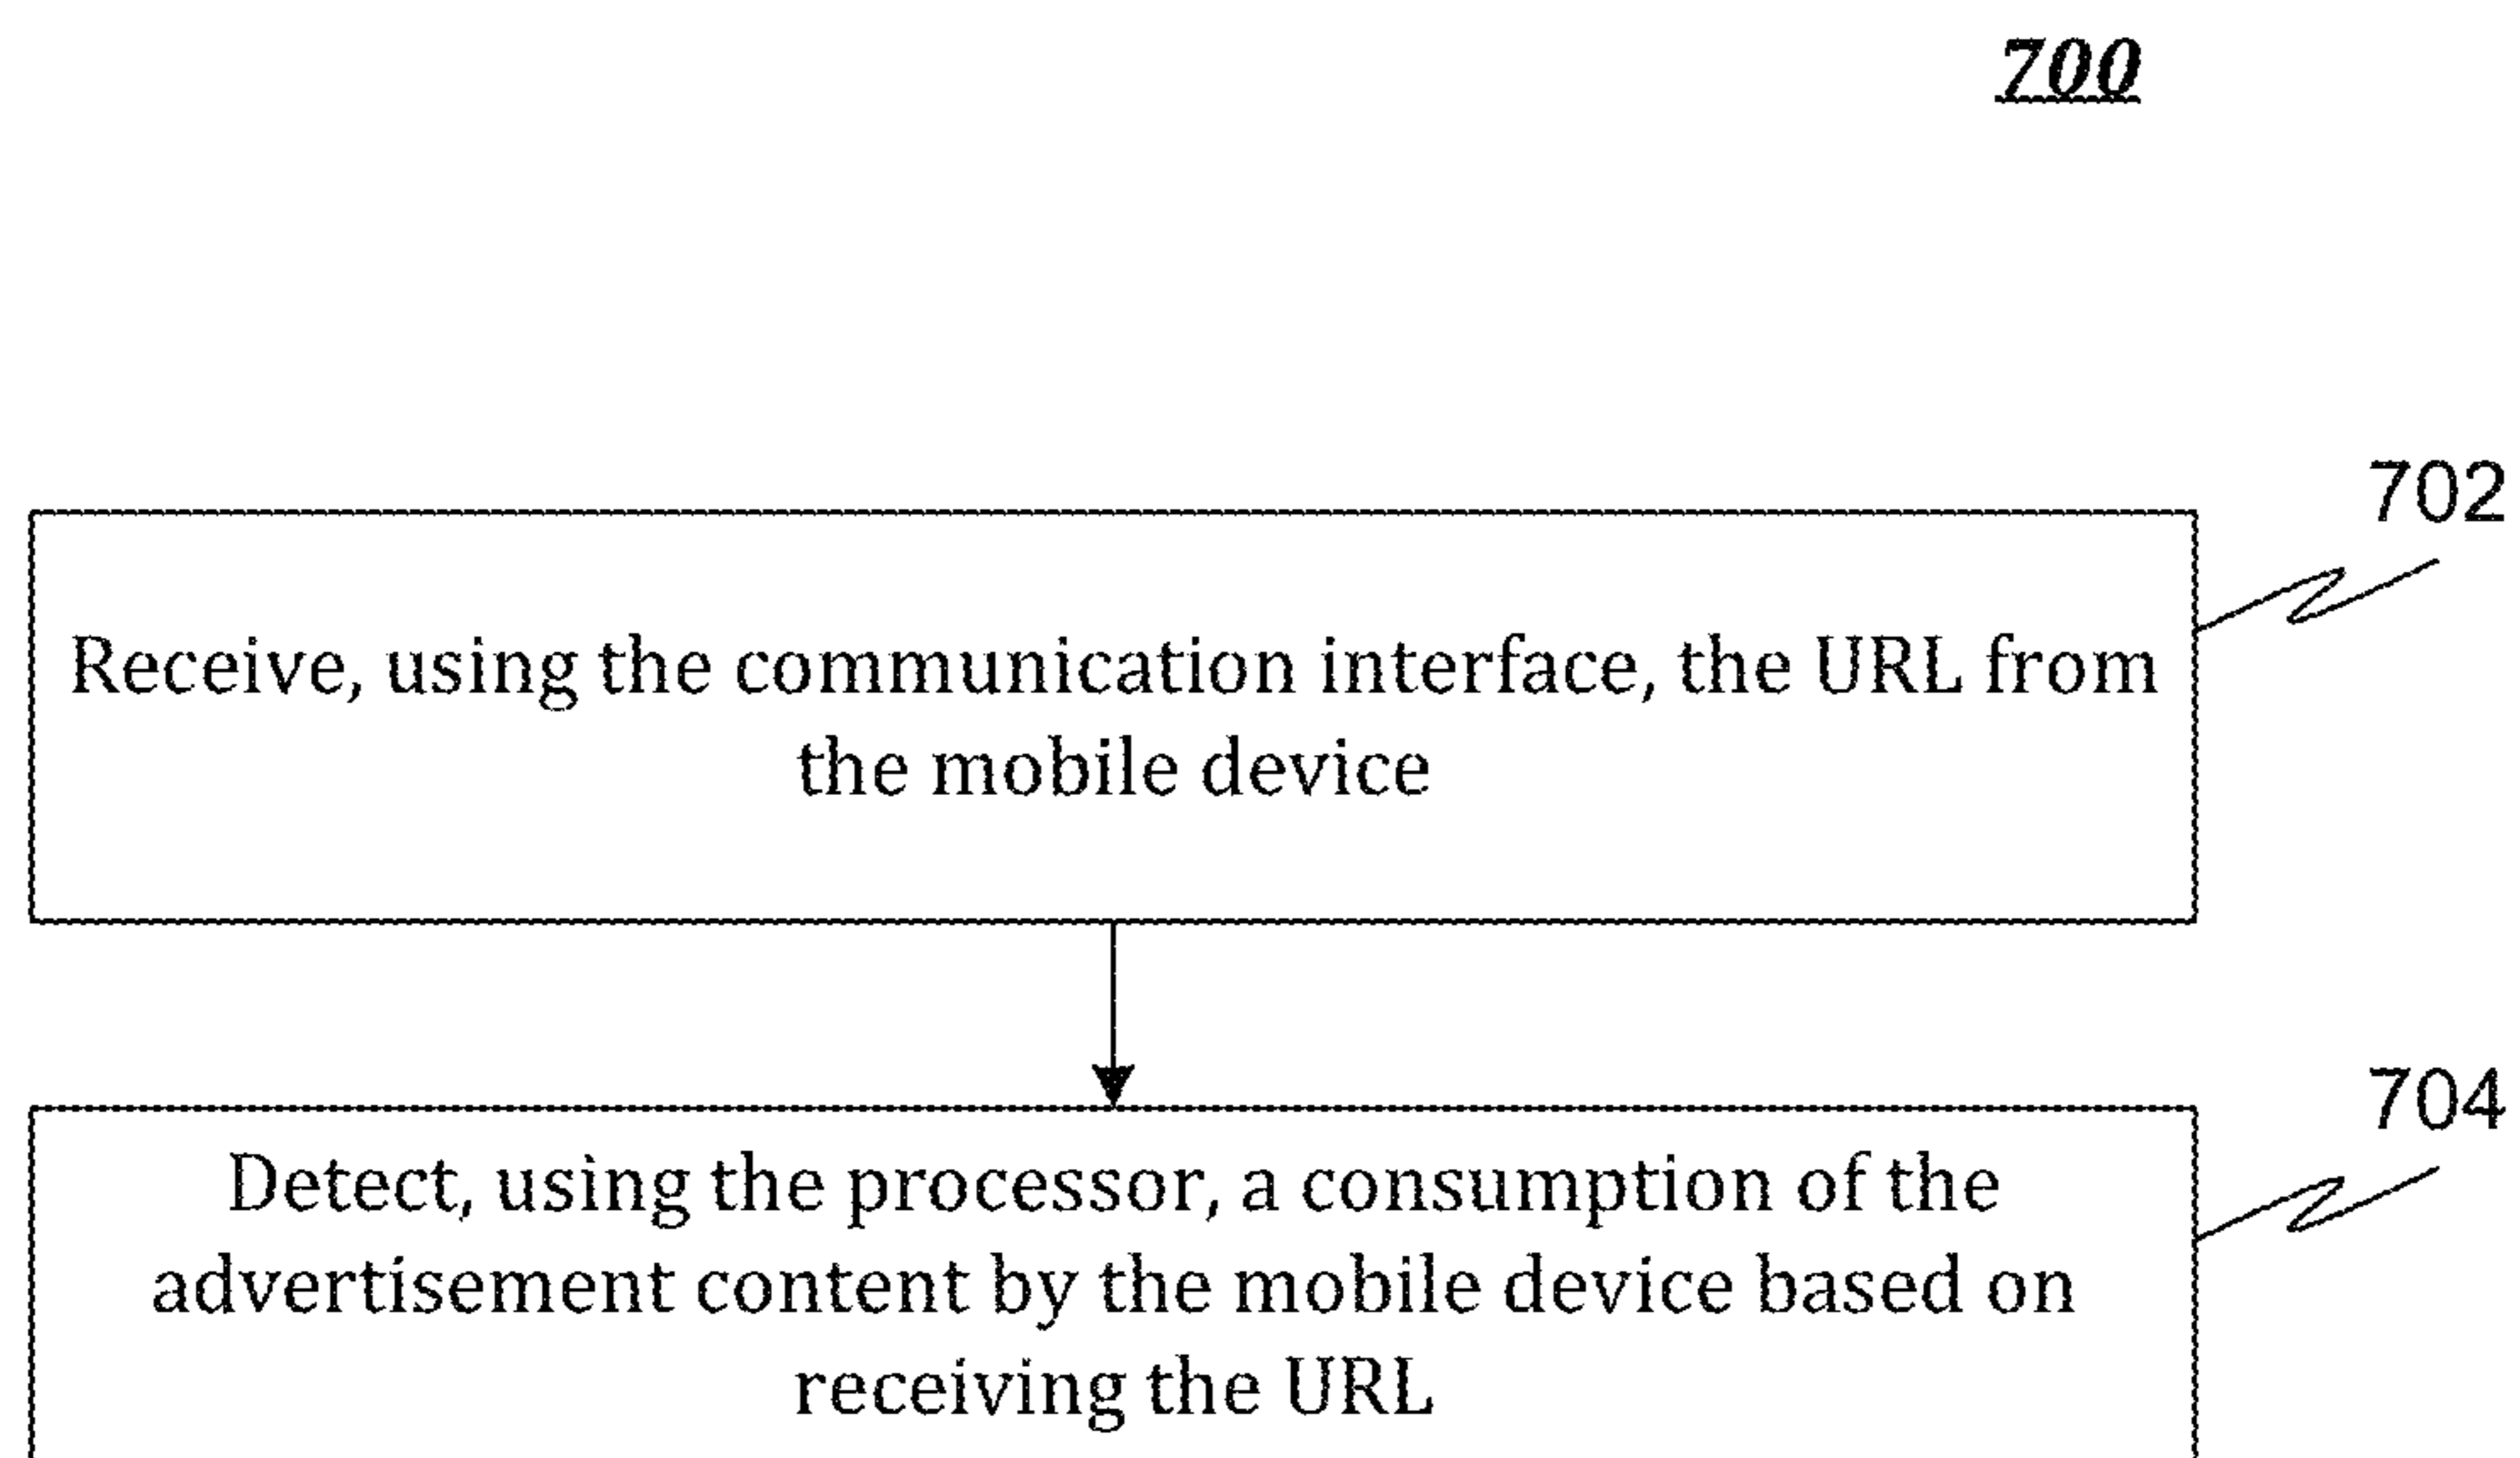 700
702
Receive, using the communication interface, the URL from
the mobile device
704
Detect, using the processor, a consumption of the
advertisement content by the mobile device based on
receiving the URL